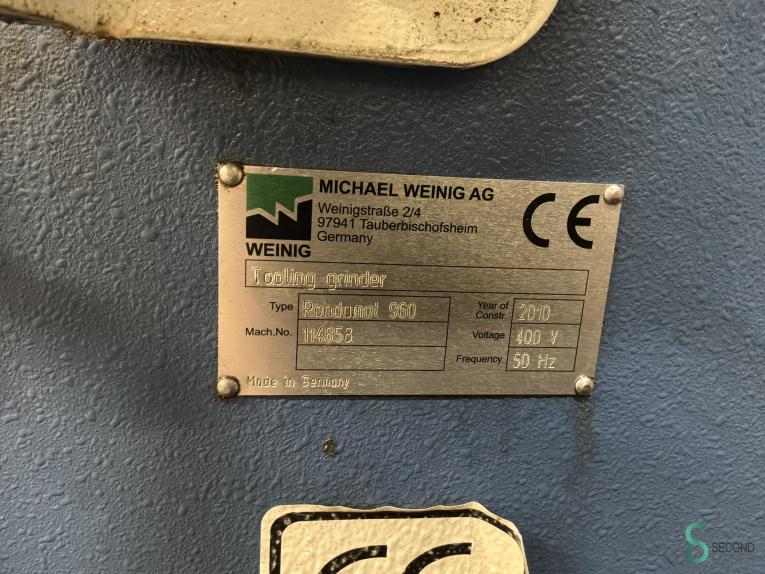 MICHAEL WEINIG AG
Weinigstraße 2/4
97941 Tauberbischofsheim
Germany
WEINIG
CE
Tooling grinder
Type Rondamat 960
Year of Constr. 2010
Mach.No. 114858
Voltage 400 V
Frequency 50 Hz
Made in Germany
SECOND